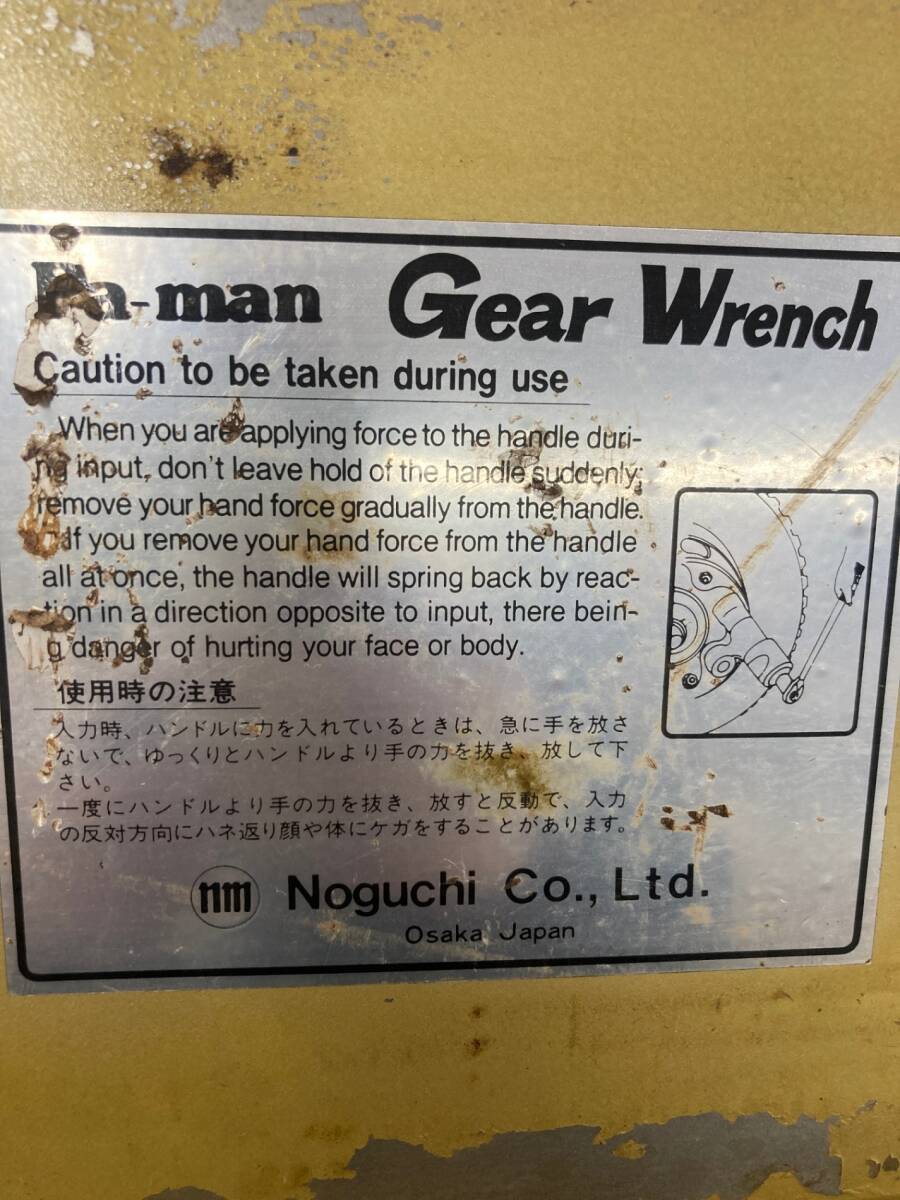 -man Gear Wrench
Caution to be taken during use
When you are applying force to the handle duri-
ng input, don't leave hold of the handle suddenly;
remove your hand force gradually from the handle.
If you remove your hand force from the handle
all at once, the handle will spring back by reac-
tion in a direction opposite to input, there bein-
g danger of hurting your face or body.
使用時の注意
入力時、ハンドルに力を入れているときは、急に手を放さ
ないで、ゆっくりとハンドルより手の力を抜き、放して下
さい。
一度にハンドルより手の力を抜き、放すと反動で、入力
の反対方向にハネ返り顔や体にケガをすることがあります。
nm Noguchi Co., Ltd.
Osaka Japan